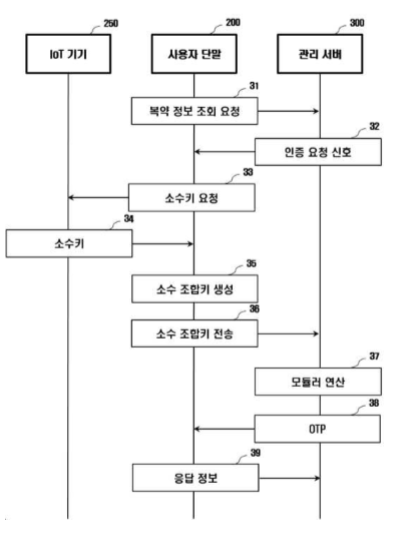 250
200
300
IoT 기기
사용자 단말
관리 서버
31
복약 정보 조회 요청
32
인증 요청 신호
33
소수키 요청
34
소수키
35
소수 조합키 생성
36
소수 조합키 전송
37
모듈러 연산
38
OTP
39
응답 정보